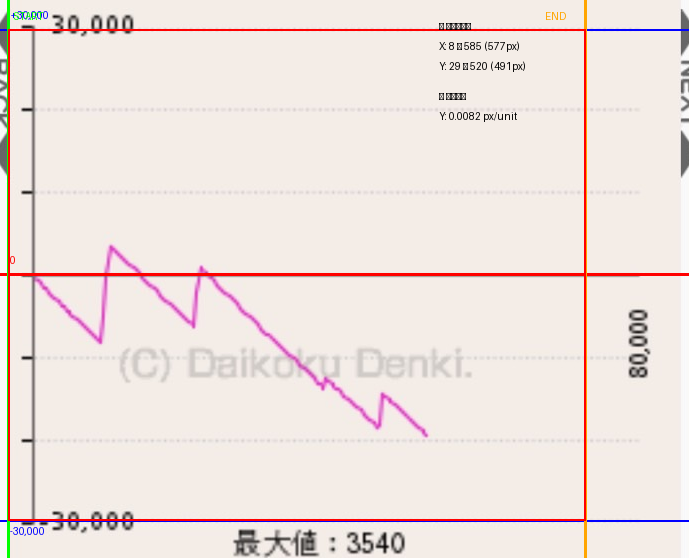 +30,000
30,000
END
X: 8 585 (577px)
Y: 29 520 (491px)
Y: 0.0082 px/unit
BACK
NEXT
0
80,000
(C) Daikoku Denki.
-30,000
-30,000
最大値：3540